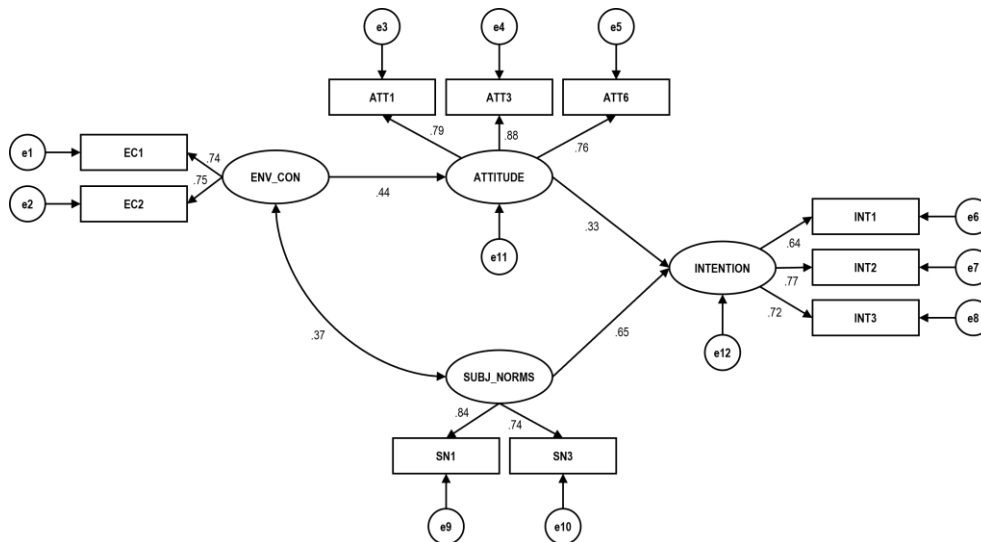 e3
e4
e5
ATT1
ATT3
ATT6
.79
.88
.76
e1
EC1
.74
ENV_CON
.44
ATTITUDE
e2
EC2
.75
e11
.33
INT1
e6
.64
INTENTION
INT2
e7
.77
.72
INT3
e8
.37
.65
e12
SUBJ_NORMS
.84
.74
SN1
SN3
e9
e10